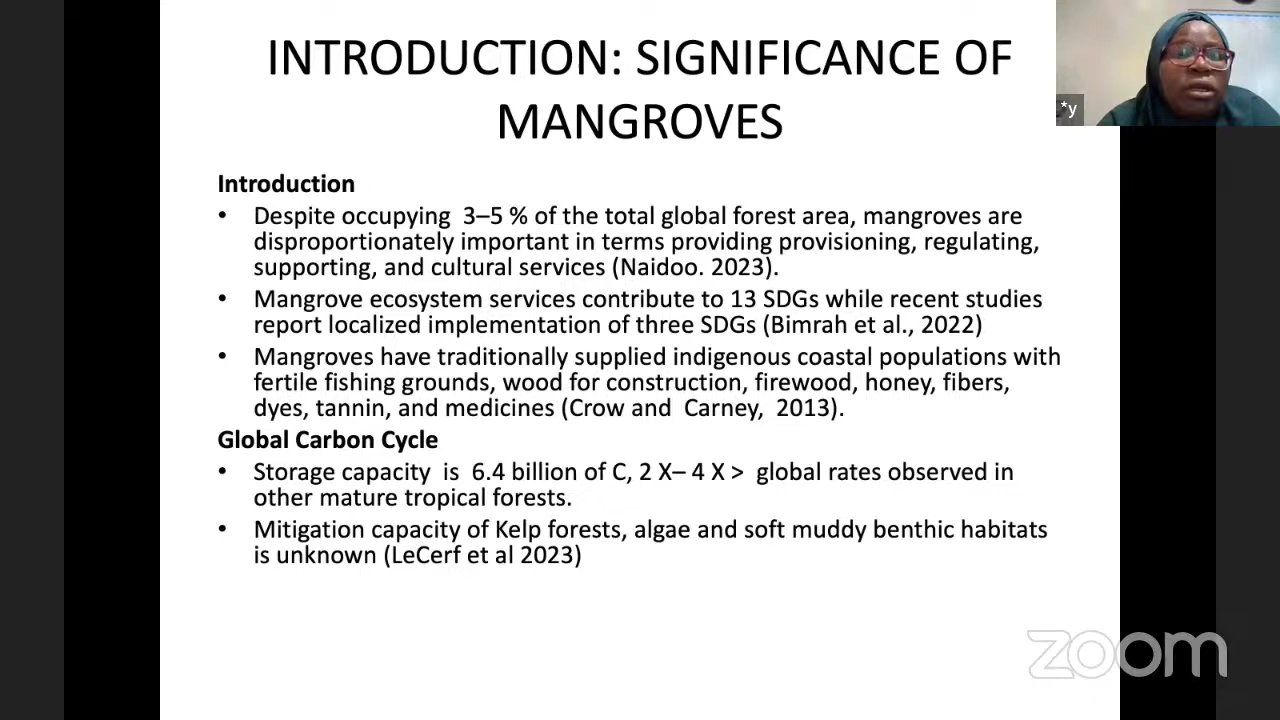 INTRODUCTION: SIGNIFICANCE OF
MANGROVES
*y
Introduction
• Despite occupying 3–5 % of the total global forest area, mangroves are
disproportionately important in terms providing provisioning, regulating,
supporting, and cultural services (Naidoo. 2023).
• Mangrove ecosystem services contribute to 13 SDGs while recent studies
report localized implementation of three SDGs (Bimrah et al., 2022)
• Mangroves have traditionally supplied indigenous coastal populations with
fertile fishing grounds, wood for construction, firewood, honey, fibers,
dyes, tannin, and medicines (Crow and Carney, 2013).
Global Carbon Cycle
• Storage capacity is 6.4 billion of C, 2 X– 4 X > global rates observed in
other mature tropical forests.
• Mitigation capacity of Kelp forests, algae and soft muddy benthic habitats
is unknown (LeCerf et al 2023)
zoom